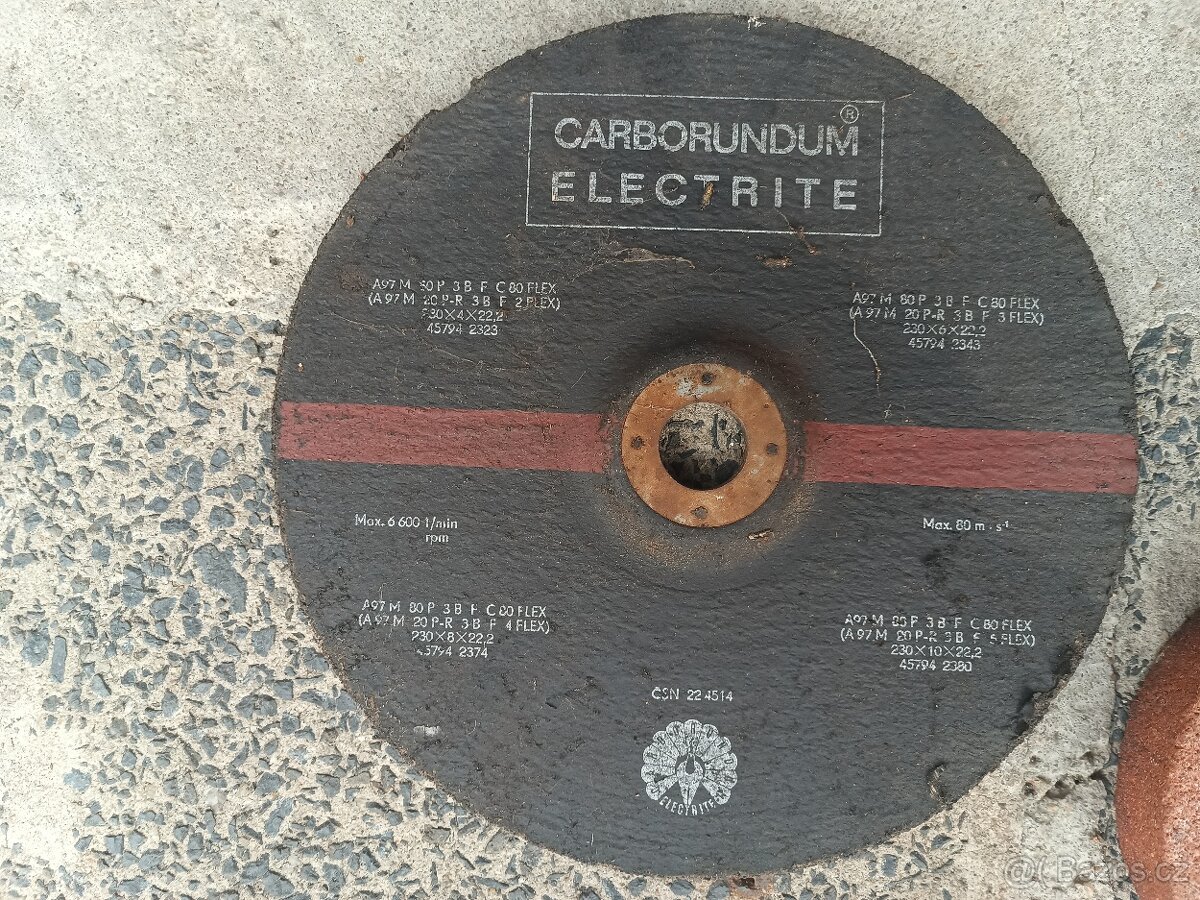 CARBORUNDUM ®
ELECTRITE
A97 M 80 P 3 B F C 80 FLEX
(A 97 M 20 P-R 3 B F 2 FLEX)
230×4×22,2
45794 2323
A97 M 80 P 3 B F C 80 FLEX
(A 97 M 20 P-R 3 B F 3 FLEX)
230×6×22,2
45794 2343
Max. 6 600 1/min
rpm
Max. 80 m · s⁻¹
A97 M 80 P 3 B F C 80 FLEX
(A 97 M 20 P-R 3 B F 4 FLEX)
230×8×22,2
45794 2374
A97 M 80 P 3 B F C 80 FLEX
(A 97 M 20 P-R 3 B F 5 FLEX)
230×10×22,2
45794 2380
ČSN 22 4514
ELECTRITE
Bazos.cz